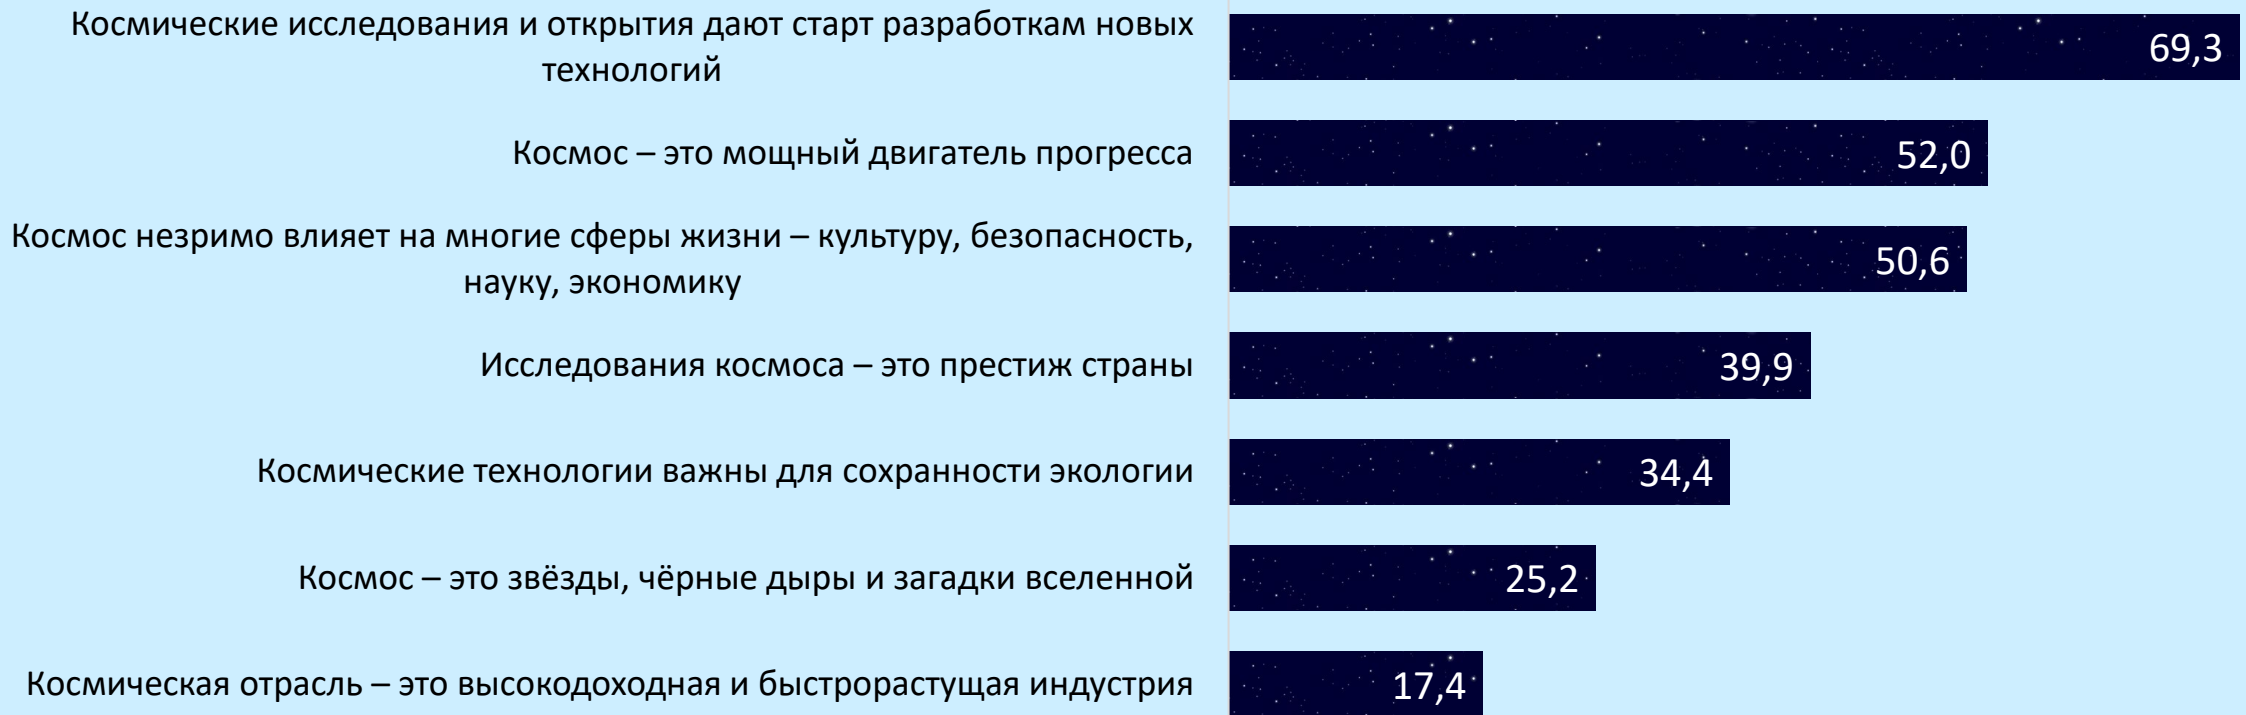 Космические исследования и открытия дают старт разработкам новых
технологий
69,3
Космос – это мощный двигатель прогресса
52,0
Космос незримо влияет на многие сферы жизни – культуру, безопасность,
науку, экономику
50,6
Исследования космоса – это престиж страны
39,9
Космические технологии важны для сохранности экологии
34,4
Космос – это звёзды, чёрные дыры и загадки вселенной
25,2
Космическая отрасль – это высокодоходная и быстрорастущая индустрия
17,4